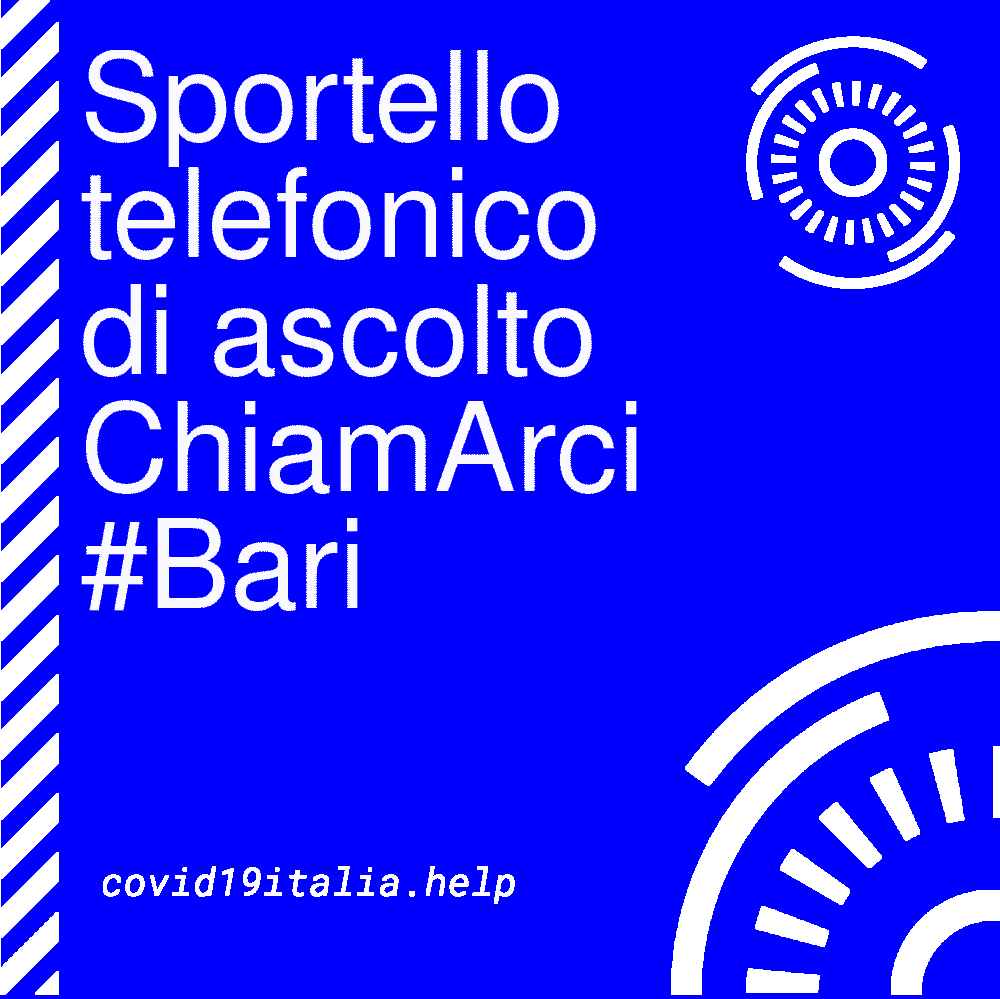 Sportello
telefonico
di ascolto
ChiamArci
#Bari
covid19italia.help